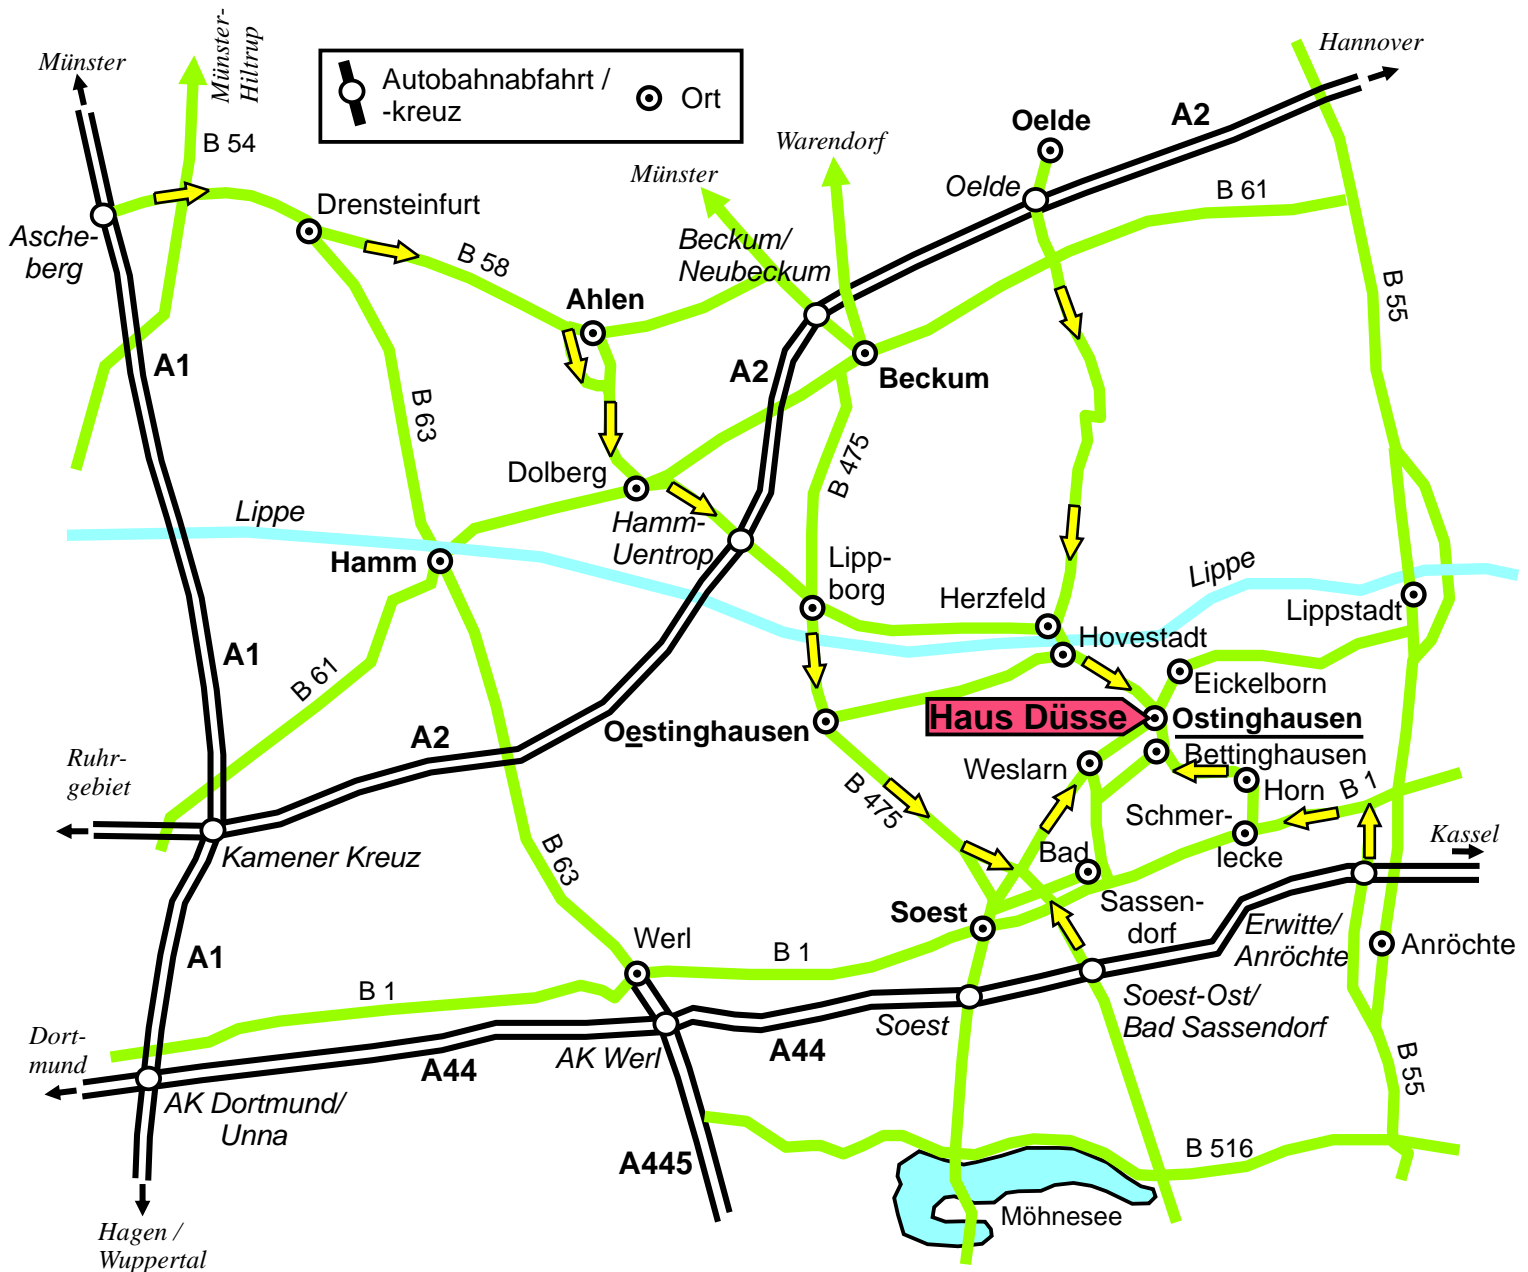 Hannover
Münster
Münster-
Hiltrup
Autobahnabfahrt /
-kreuz
Ort
A2
Oelde
B 54
Warendorf
Münster
Oelde
B 61
Drensteinfurt
Asche-
berg
Beckum/
Neubeckum
B 58
B 55
Ahlen
A1
A2
Beckum
B 63
B 475
Dolberg
Lippe
Hamm-
Uentrop
Hamm
Lipp-
borg
Lippe
Herzfeld
Lippstadt
Hovestadt
A1
B 61
Eickelborn
Haus Düsse
Ostinghausen
Oestinghausen
A2
Bettinghausen
Ruhr-
gebiet
Weslarn
Horn
B 1
B 475
Schmer-
lecke
Kassel
Kamener Kreuz
B 63
Bad
Sassen-
dorf
Soest
Erwitte/
Anröchte
Anröchte
Werl
A1
B 1
B 1
Soest-Ost/
Bad Sassendorf
Soest
Dort-
mund
A44
AK Werl
A44
B 55
AK Dortmund/
Unna
A445
B 516
Möhnesee
Hagen /
Wuppertal